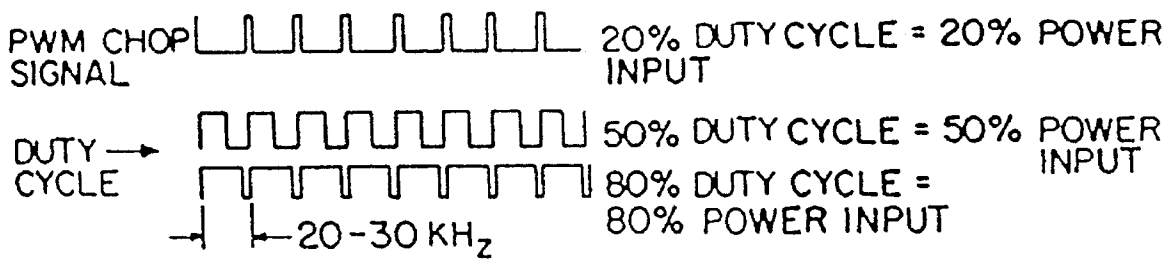 PWM CHOP SIGNAL
20% DUTY CYCLE = 20% POWER INPUT
DUTY CYCLE
50% DUTY CYCLE = 50% POWER INPUT
80% DUTY CYCLE =
80% POWER INPUT
20-30 KHz